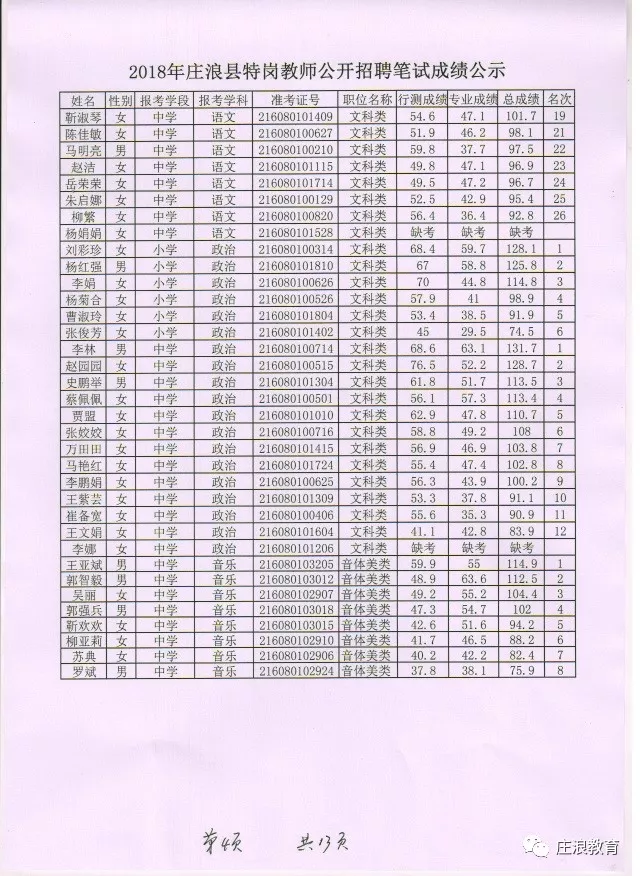 2018年庄浪县特岗教师公开招聘笔试成绩公示
姓名 性别 报考学段 报考学科 准考证号 职位名称 行测成绩 专业成绩 总成绩 名次
靳淑琴 女 中学 语文 216080101409 文科类 54.6 47.1 101.7 19
陈佳敏 女 中学 语文 216080100627 文科类 51.9 46.2 98.1 21
马明亮 男 中学 语文 216080100210 文科类 59.8 37.7 97.5 22
赵洁 女 中学 语文 216080101115 文科类 49.8 47.1 96.9 23
岳荣荣 女 中学 语文 216080101714 文科类 49.5 47.2 96.7 24
朱启娜 女 中学 语文 216080100129 文科类 52.5 42.9 95.4 25
柳繁 女 中学 语文 216080100820 文科类 56.4 36.4 92.8 26
杨娟娟 女 中学 语文 216080101528 文科类 缺考 缺考 缺考
刘彩珍 女 小学 政治 216080100314 文科类 68.4 59.7 128.1 1
杨红强 男 小学 政治 216080101810 文科类 67 58.8 125.8 2
李娟 女 小学 政治 216080100626 文科类 70 44.8 114.8 3
杨菊合 女 小学 政治 216080100526 文科类 57.9 41 98.9 4
曹淑玲 女 小学 政治 216080101804 文科类 53.4 38.5 91.9 5
张俊芳 女 小学 政治 216080101402 文科类 45 29.5 74.5 6
李林 男 中学 政治 216080100714 文科类 68.6 63.1 131.7 1
赵园园 女 中学 政治 216080100515 文科类 76.5 52.2 128.7 2
史鹏举 男 中学 政治 216080101304 文科类 61.8 51.7 113.5 3
蔡佩佩 女 中学 政治 216080100501 文科类 56.1 57.3 113.4 4
贾盟 女 中学 政治 216080101010 文科类 62.9 47.8 110.7 5
张姣姣 女 中学 政治 216080100716 文科类 58.8 49.2 108 6
万田田 女 中学 政治 216080101415 文科类 56.9 46.9 103.8 7
马艳红 女 中学 政治 216080101724 文科类 55.4 47.4 102.8 8
李鹏娟 女 中学 政治 216080100625 文科类 56.3 43.9 100.2 9
王紫芸 女 中学 政治 216080101309 文科类 53.3 37.8 91.1 10
崔备宽 女 中学 政治 216080100406 文科类 55.6 35.3 90.9 11
王文娟 女 中学 政治 216080101604 文科类 41.1 42.8 83.9 12
李娜 女 中学 政治 216080101206 文科类 缺考 缺考 缺考
王亚斌 男 中学 音乐 216080103205 音体美类 59.9 55 114.9 1
郭智毅 男 中学 音乐 216080103012 音体美类 48.9 63.6 112.5 2
吴丽 女 中学 音乐 216080102907 音体美类 49.2 55.2 104.4 3
郭强兵 男 中学 音乐 216080103018 音体美类 47.3 54.7 102 4
靳欢欢 女 中学 音乐 216080103015 音体美类 42.6 51.6 94.2 5
柳亚莉 女 中学 音乐 216080102910 音体美类 41.7 46.5 88.2 6
苏典 女 中学 音乐 216080102906 音体美类 40.2 42.2 82.4 7
罗斌 男 中学 音乐 216080102924 音体美类 37.8 38.1 75.9 8
第4页 共13页
庄浪教育